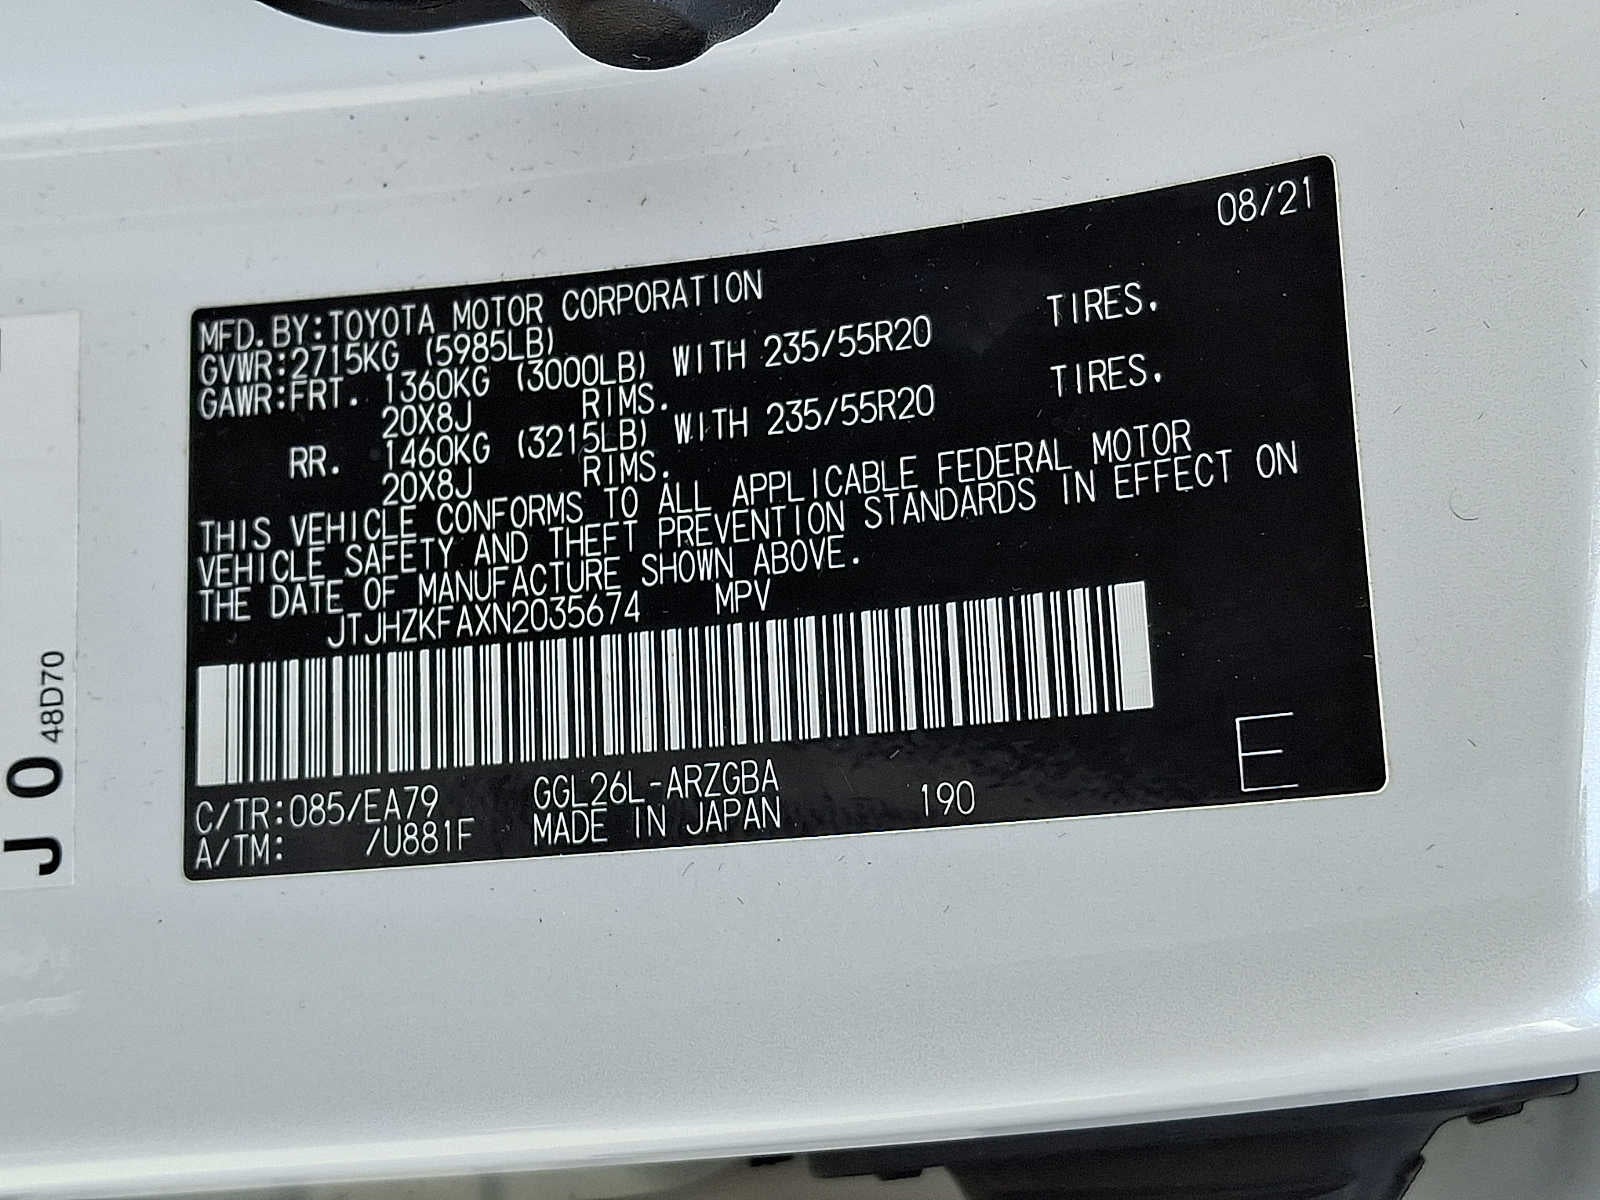 08/21
MFD.BY:TOYOTA MOTOR CORPORATION
GVWR:2715KG (5985LB)
GAWR:FRT. 1360KG (3000LB) WITH 235/55R20 TIRES.
20X8J RIMS.
RR. 1460KG (3215LB) WITH 235/55R20 TIRES.
20X8J RIMS.
THIS VEHICLE CONFORMS TO ALL APPLICABLE FEDERAL MOTOR
VEHICLE SAFETY AND THEFT PREVENTION STANDARDS IN EFFECT ON
THE DATE OF MANUFACTURE SHOWN ABOVE.
JTJHZKFAXN2035674 MPV
C/TR:085/EA79 GGL26L-ARZGBA
A/TM: /U881F MADE IN JAPAN 190
E
J 0 48D70